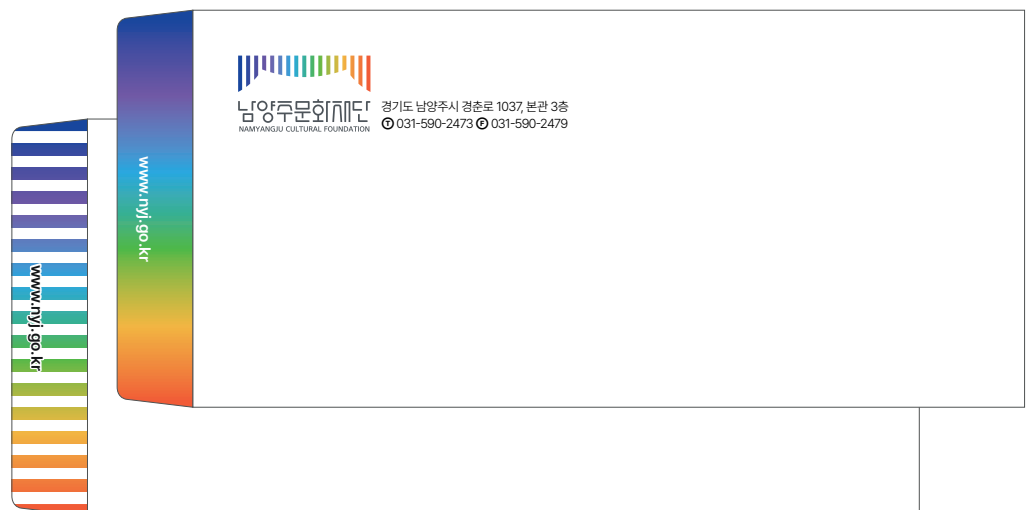 남양주문화재단
NAMYANGJU CULTURAL FOUNDATION
경기도 남양주시 경춘로 1037, 본관 3층
Ⓣ 031-590-2473 Ⓕ 031-590-2479
www.nyj.go.kr
www.nyj.go.kr